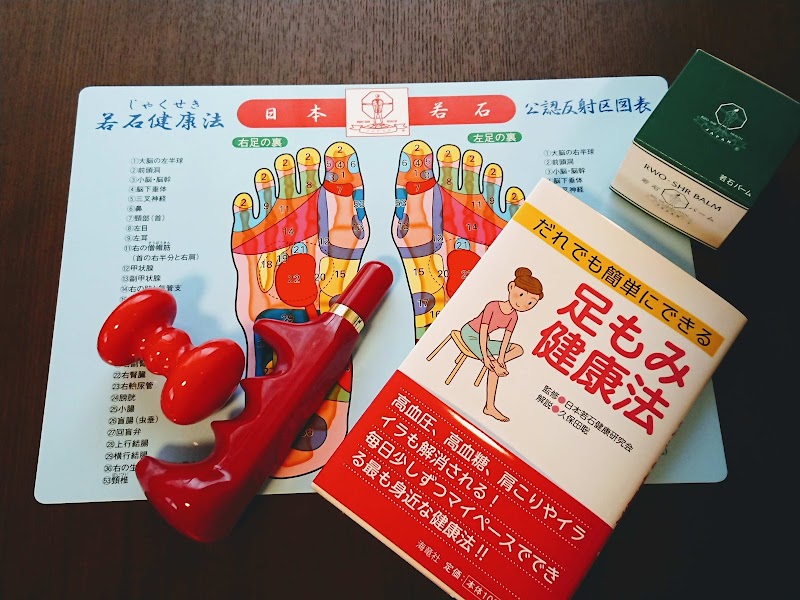 じゃくせき
若石健康法
日本 若石
公認反射区図表
右足の裏
左足の裏
①大脳の左半球
②前頭洞
③小脳・脳幹
④脳下垂体
⑤三叉神経
⑥鼻
⑦頸部(首)
⑧左目
⑨左耳
⑪右の僧帽筋
(首の右半分と右肩)
⑫甲状腺
⑬副甲状腺
㉒右腎臓
㉓右輸尿管
㉔膀胱
㉕小腸
㉖盲腸(虫垂)
㉗回盲弁
㉘上行結腸
㉙横行結腸
53頸椎
①大脳の右半球
②前頭洞
③小脳・脳幹
RWO-SHR BALM
若石バーム
だれでも簡単にできる
足もみ
健康法
監修●日本若石健康研究会
解説●久保田聰
高血圧、高血糖、肩こりやイラ
イラも解消される!
毎日少しずつマイペースででき
る最も身近な健康法!!
海竜社 定価